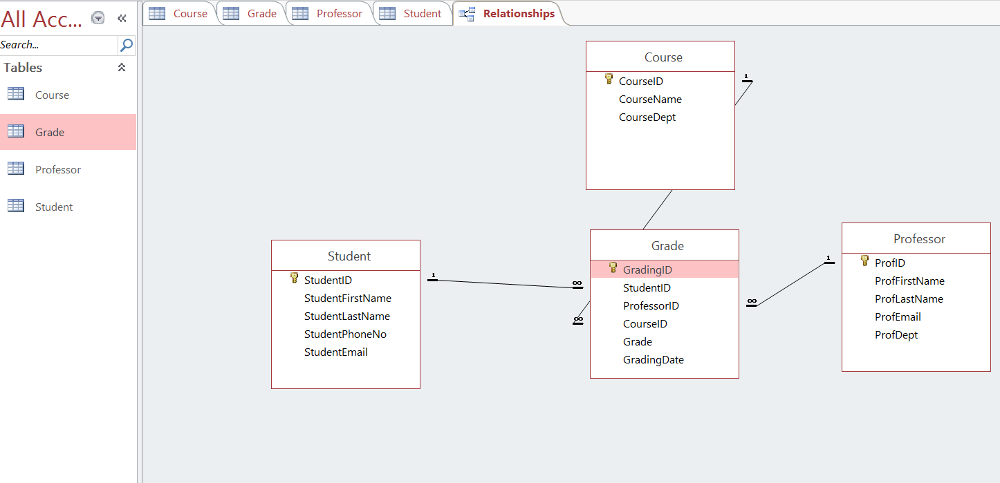 All Acc...
Search...
Tables
Course
Grade
Professor
Student
Course Grade Professor Student Relationships
Course
CourseID
CourseName
CourseDept
1
Student
StudentID
StudentFirstName
StudentLastName
StudentPhoneNo
StudentEmail
1
∞
∞
Grade
GradingID
StudentID
ProfessorID
CourseID
Grade
GradingDate
∞
1
Professor
ProfID
ProfFirstName
ProfLastName
ProfEmail
ProfDept